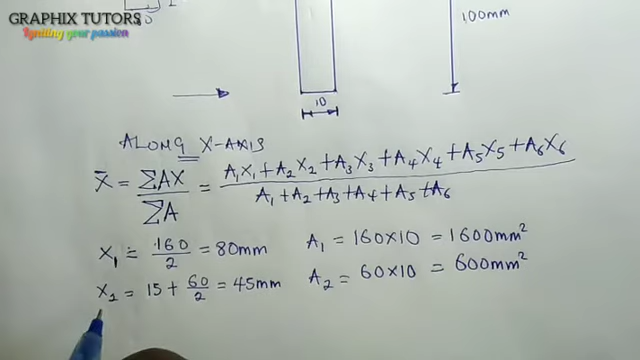 GRAPHIX TUTORS
Igniting your passion
100mm
10
ALONG X-AXIS
X̄ = ΣAX / ΣA = A₁X₁+A₂X₂+A₃X₃+A₄X₄+A₅X₅+A₆X₆ / A₁+A₂+A₃+A₄+A₅+A₆
X₁ = 160/2 = 80mm A₁ = 160×10 = 1600mm²
X₂ = 15 + 60/2 = 45mm A₂ = 60×10 = 600mm²